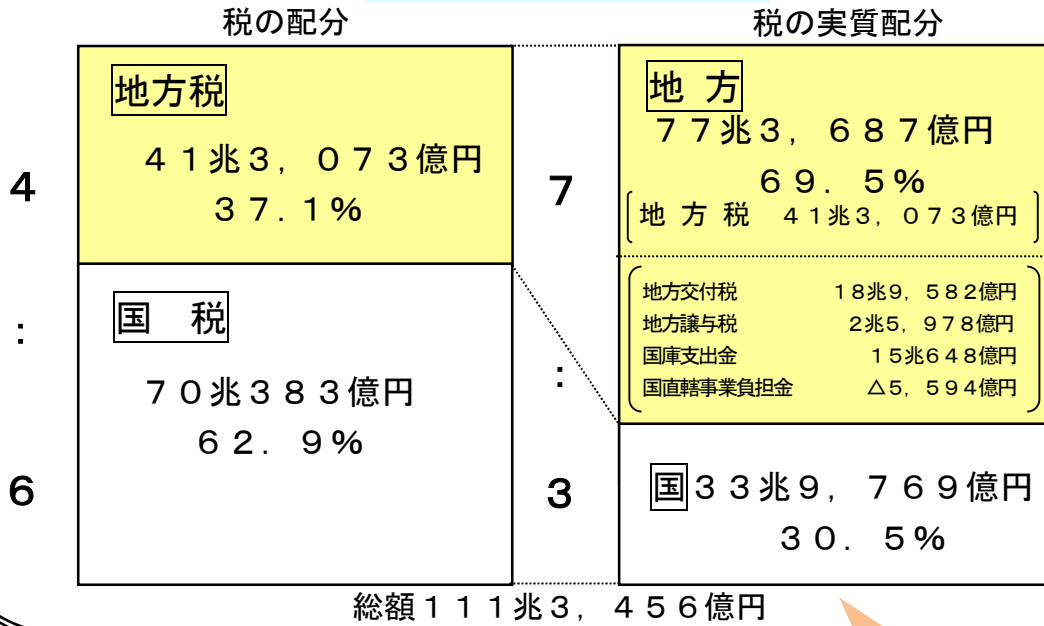 税の配分
税の実質配分
地方税
４１兆３，０７３億円
３７.１％
国　税
７０兆３８３億円
６２．９％
４
：
６
地 方
７７兆３，６８７億円
６９．５％
地 方 税　４１兆３，０７３億円
地方交付税　１８兆９，５８２億円
地方譲与税　２兆５，９７８億円
国庫支出金　１５兆６４８億円
国直轄事業負担金　△５，５９４億円
国３３兆９，７６９億円
３０．５％
７
：
３
総額１１１兆３，４５６億円